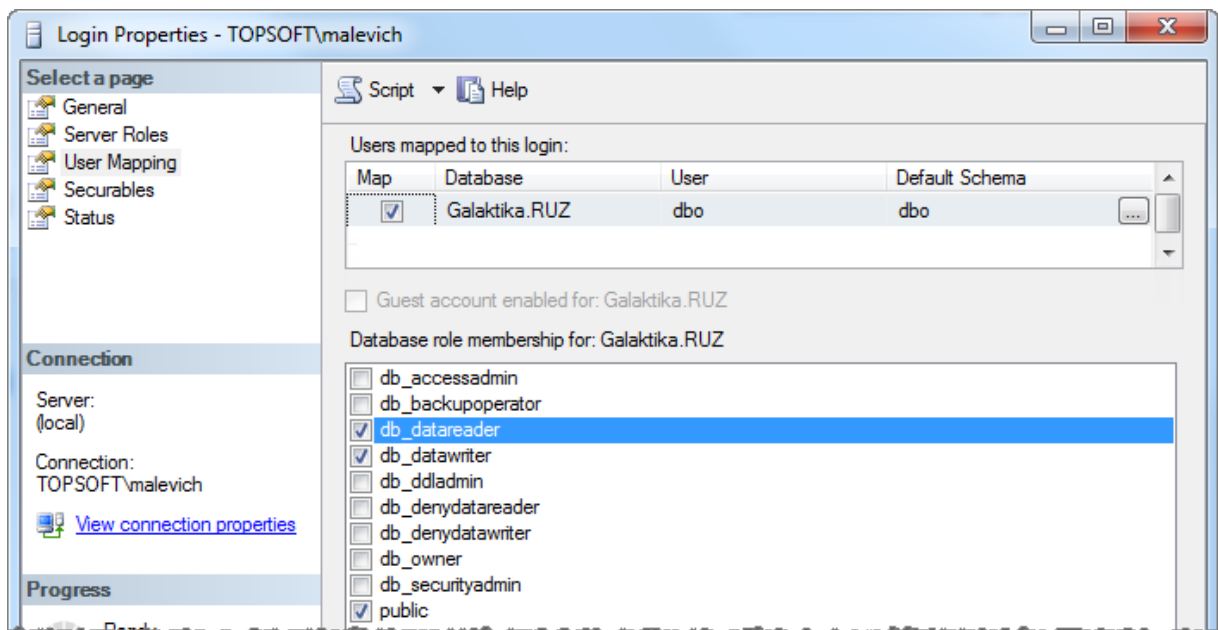 Login Properties - TOPSOFT\malevich
Select a page
General
Server Roles
User Mapping
Securables
Status
Connection
Server:
(local)
Connection:
TOPSOFT\malevich
View connection properties
Progress
Script Help
Users mapped to this login:
Map Database User Default Schema
Galaktika.RUZ dbo dbo ...
Guest account enabled for: Galaktika.RUZ
Database role membership for: Galaktika.RUZ
db_accessadmin
db_backupoperator
db_datareader
db_datawriter
db_ddladmin
db_denydatareader
db_denydatawriter
db_owner
db_securityadmin
public